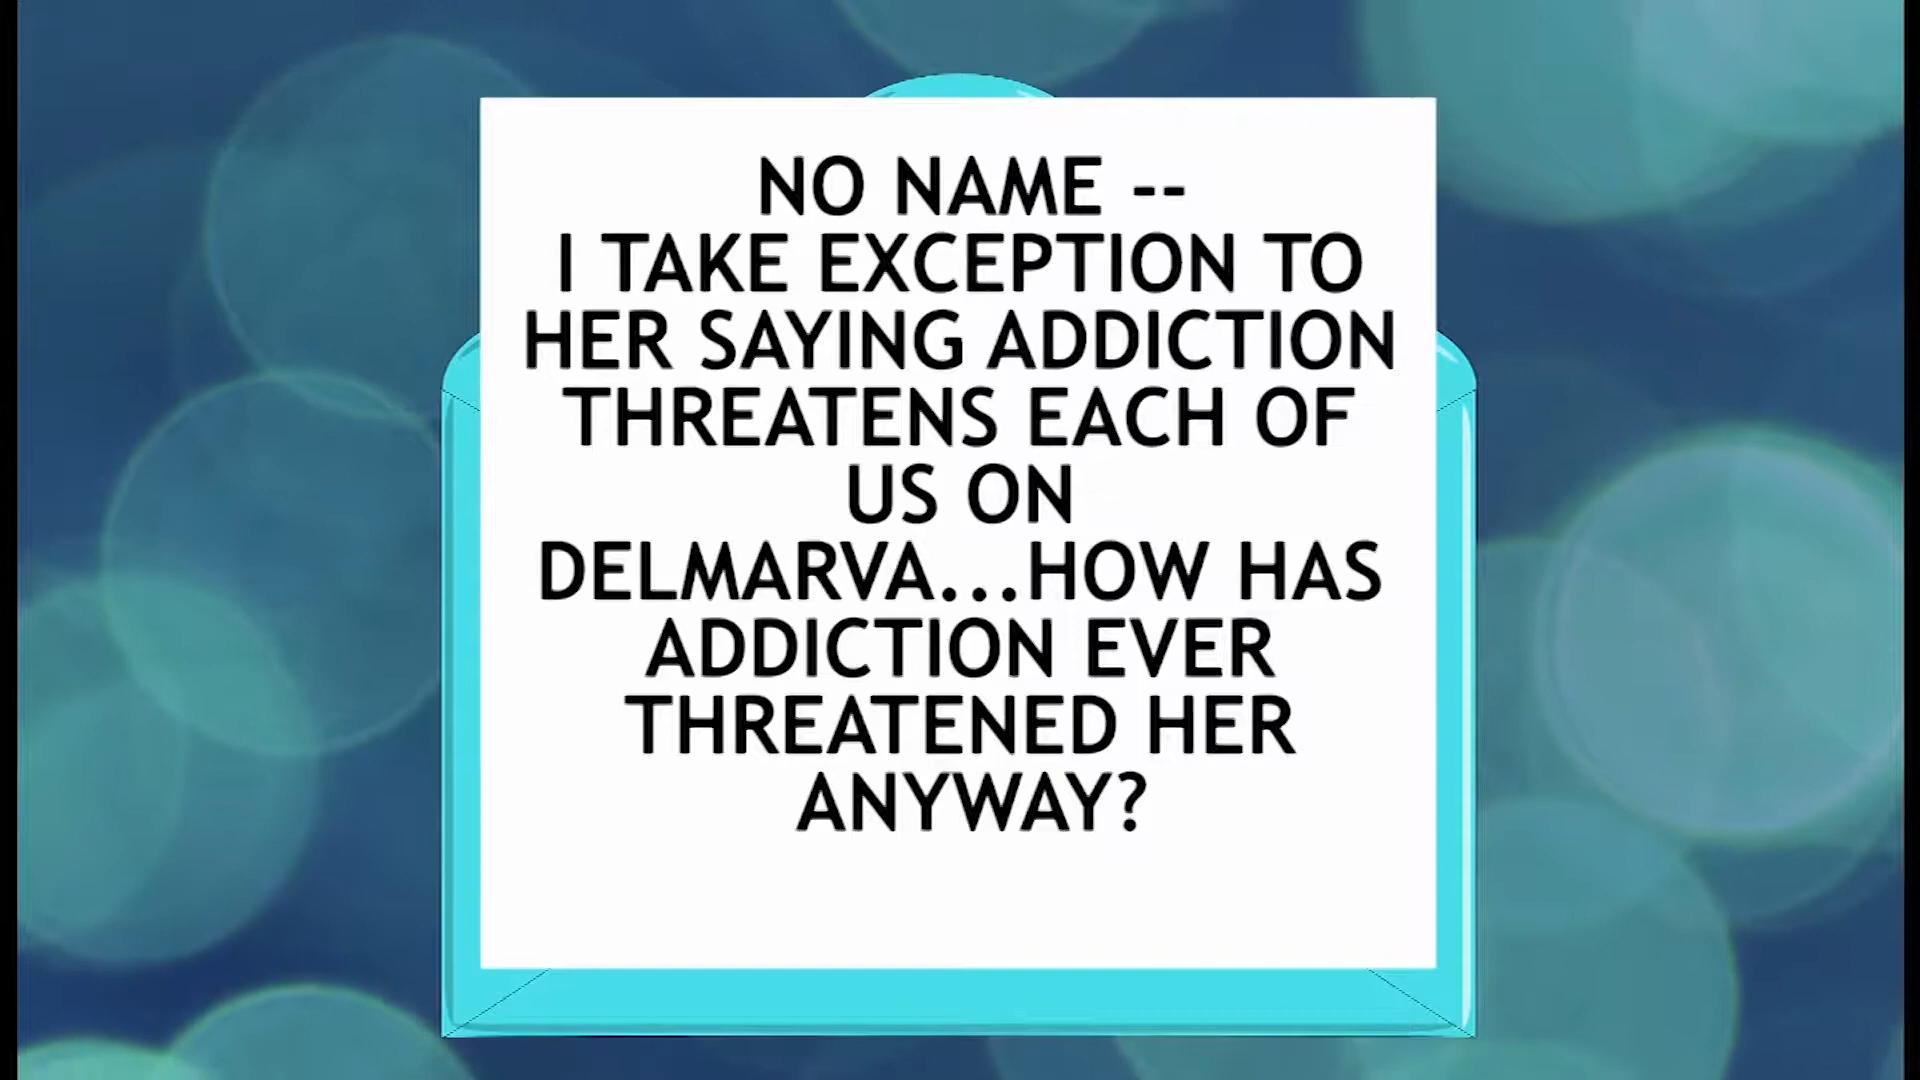 NO NAME --
I TAKE EXCEPTION TO
HER SAYING ADDICTION
THREATENS EACH OF
US ON
DELMARVA...HOW HAS
ADDICTION EVER
THREATENED HER
ANYWAY?